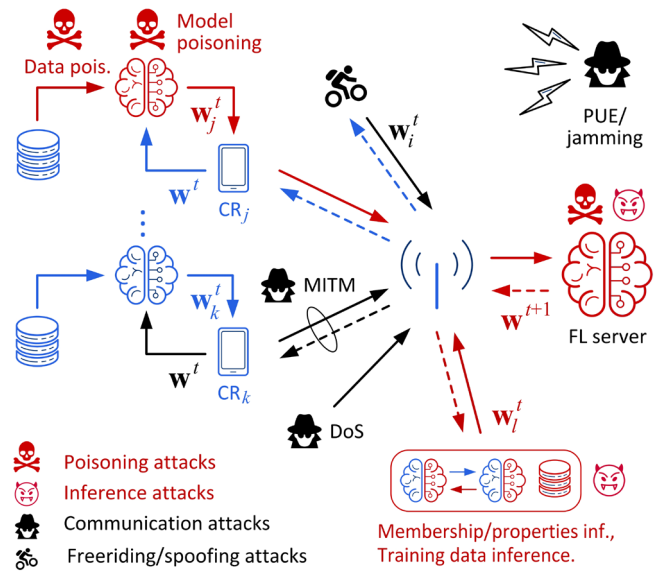 Model
poisoning
Data pois.
w_j^t
w^t
CR_j
w_i^t
PUE/
jamming
w_k^t
MITM
w^t
CR_k
w^{t+1}
FL server
DoS
w_l^t
Poisoning attacks
Inference attacks
Communication attacks
Freeriding/spoofing attacks
Membership/properties inf.,
Training data inference.